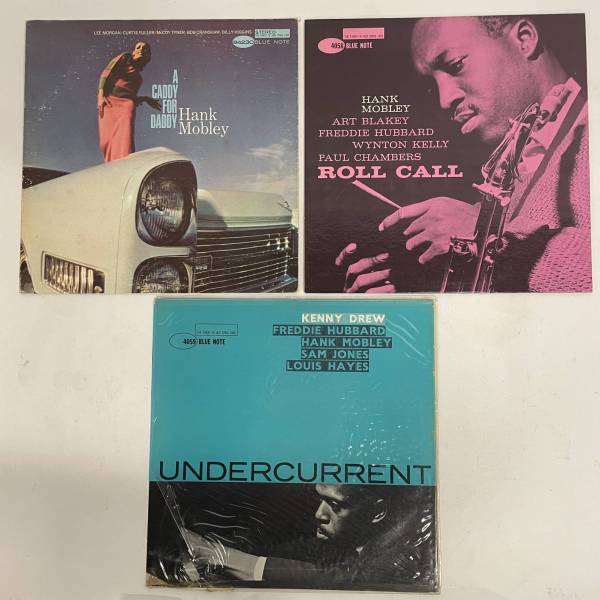 LEE MORGAN/CURTIS FULLER/McCOY TYNER/BOB CRANSHAW/BILLY HIGGINS
STEREO
84230 BLUE NOTE
A
CADDY
FOR
DADDY
Hank
Mobley
4058 BLUE NOTE
HANK
MOBLEY
ART BLAKEY
FREDDIE HUBBARD
WYNTON KELLY
PAUL CHAMBERS
ROLL CALL
4059 BLUE NOTE
KENNY DREW
FREDDIE HUBBARD
HANK MOBLEY
SAM JONES
LOUIS HAYES
UNDERCURRENT